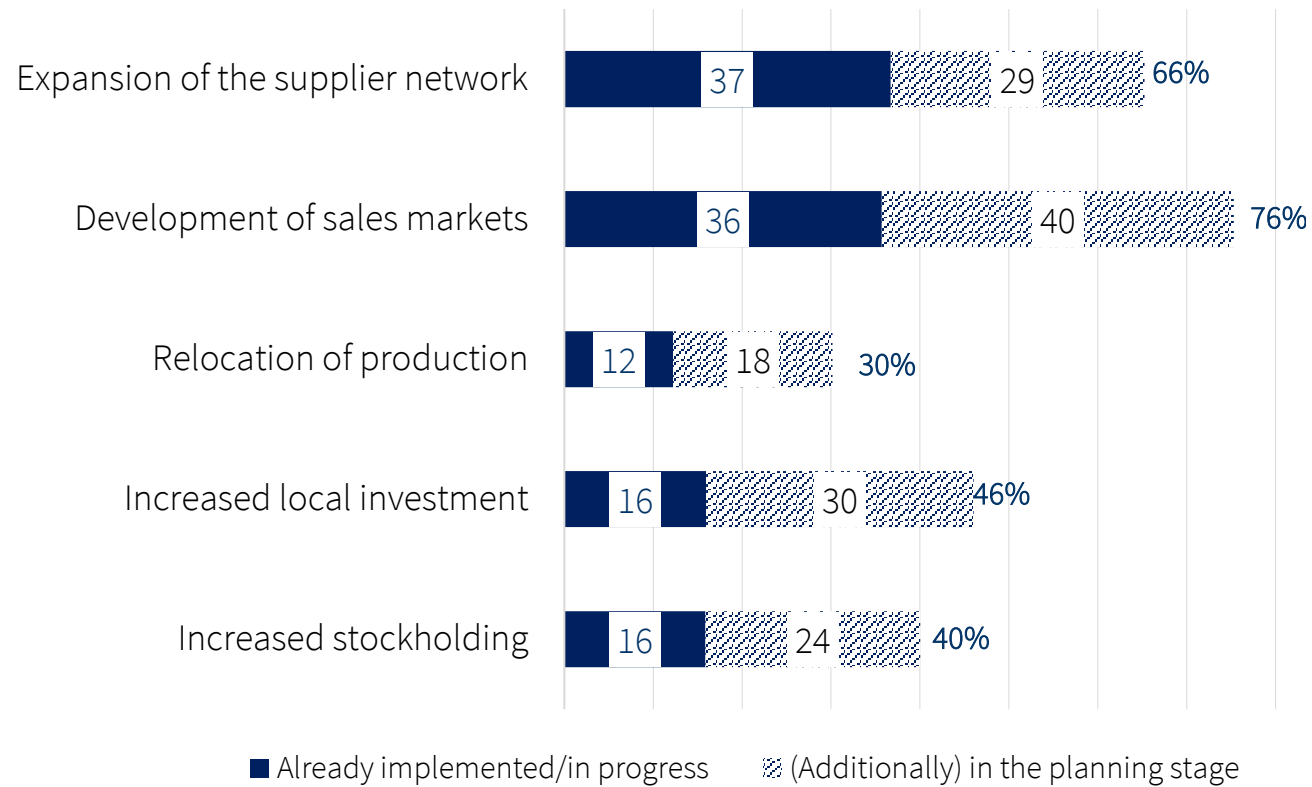 Expansion of the supplier network 37 29 66%
Development of sales markets 36 40 76%
Relocation of production 12 18 30%
Increased local investment 16 30 46%
Increased stockholding 16 24 40%
Already implemented/in progress (Additionally) in the planning stage